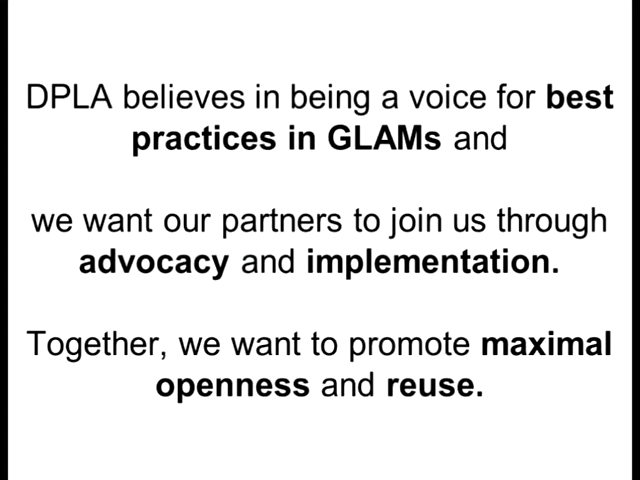 DPLA believes in being a voice for best
practices in GLAMs and
we want our partners to join us through
advocacy and implementation.
Together, we want to promote maximal
openness and reuse.